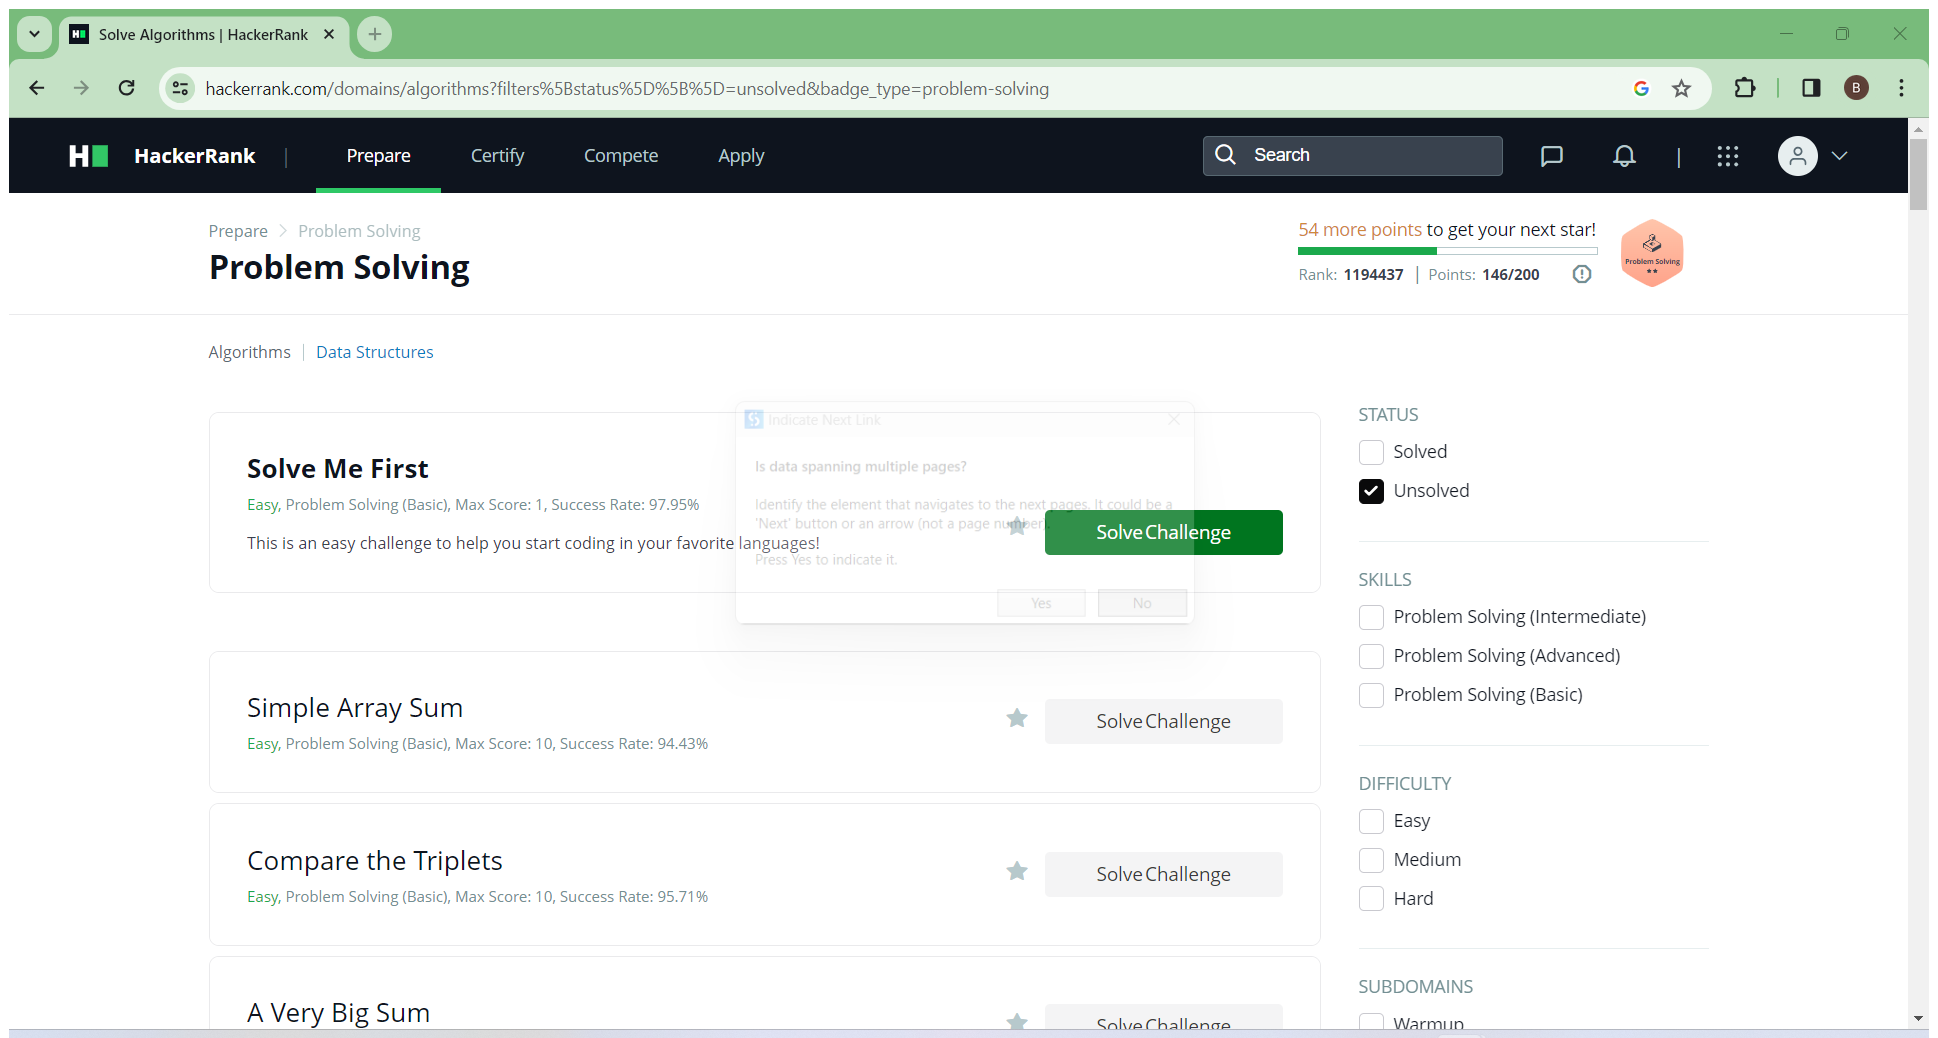 Solve Algorithms | HackerRank
hackerrank.com/domains/algorithms?filters%5Bstatus%5D%5B%5D=unsolved&badge_type=problem-solving
B
H HackerRank | Prepare Certify Compete Apply Search
Prepare > Problem Solving
Problem Solving
54 more points to get your next star!
Rank: 1194437 | Points: 146/200
Problem Solving
Algorithms | Data Structures
Indicate Next Link
Is data spanning multiple pages?
Identify the element that navigates to the next pages. It could be a
'Next' button or an arrow (not a page number).
Press Yes to indicate it.
Yes No
Solve Me First
Easy, Problem Solving (Basic), Max Score: 1, Success Rate: 97.95%
This is an easy challenge to help you start coding in your favorite languages!
Solve Challenge
Simple Array Sum
Easy, Problem Solving (Basic), Max Score: 10, Success Rate: 94.43%
Solve Challenge
Compare the Triplets
Easy, Problem Solving (Basic), Max Score: 10, Success Rate: 95.71%
Solve Challenge
A Very Big Sum
Solve Challenge
STATUS
Solved
Unsolved
SKILLS
Problem Solving (Intermediate)
Problem Solving (Advanced)
Problem Solving (Basic)
DIFFICULTY
Easy
Medium
Hard
SUBDOMAINS
Warmup